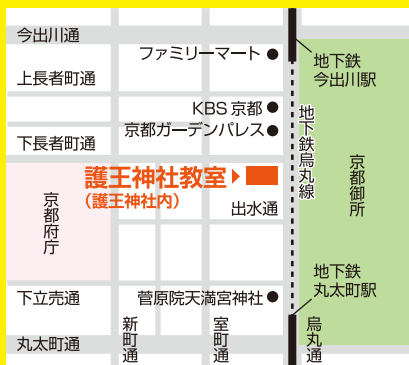 今出川通
ファミリーマート
地下鉄
今出川駅
上長者町通
KBS京都
京都ガーデンパレス
地下鉄烏丸線
下長者町通
京都御所
護王神社教室
(護王神社内)
京都府庁
出水通
地下鉄
丸太町駅
下立売通
菅原院天満宮神社
新町通
室町通
烏丸通
丸太町通